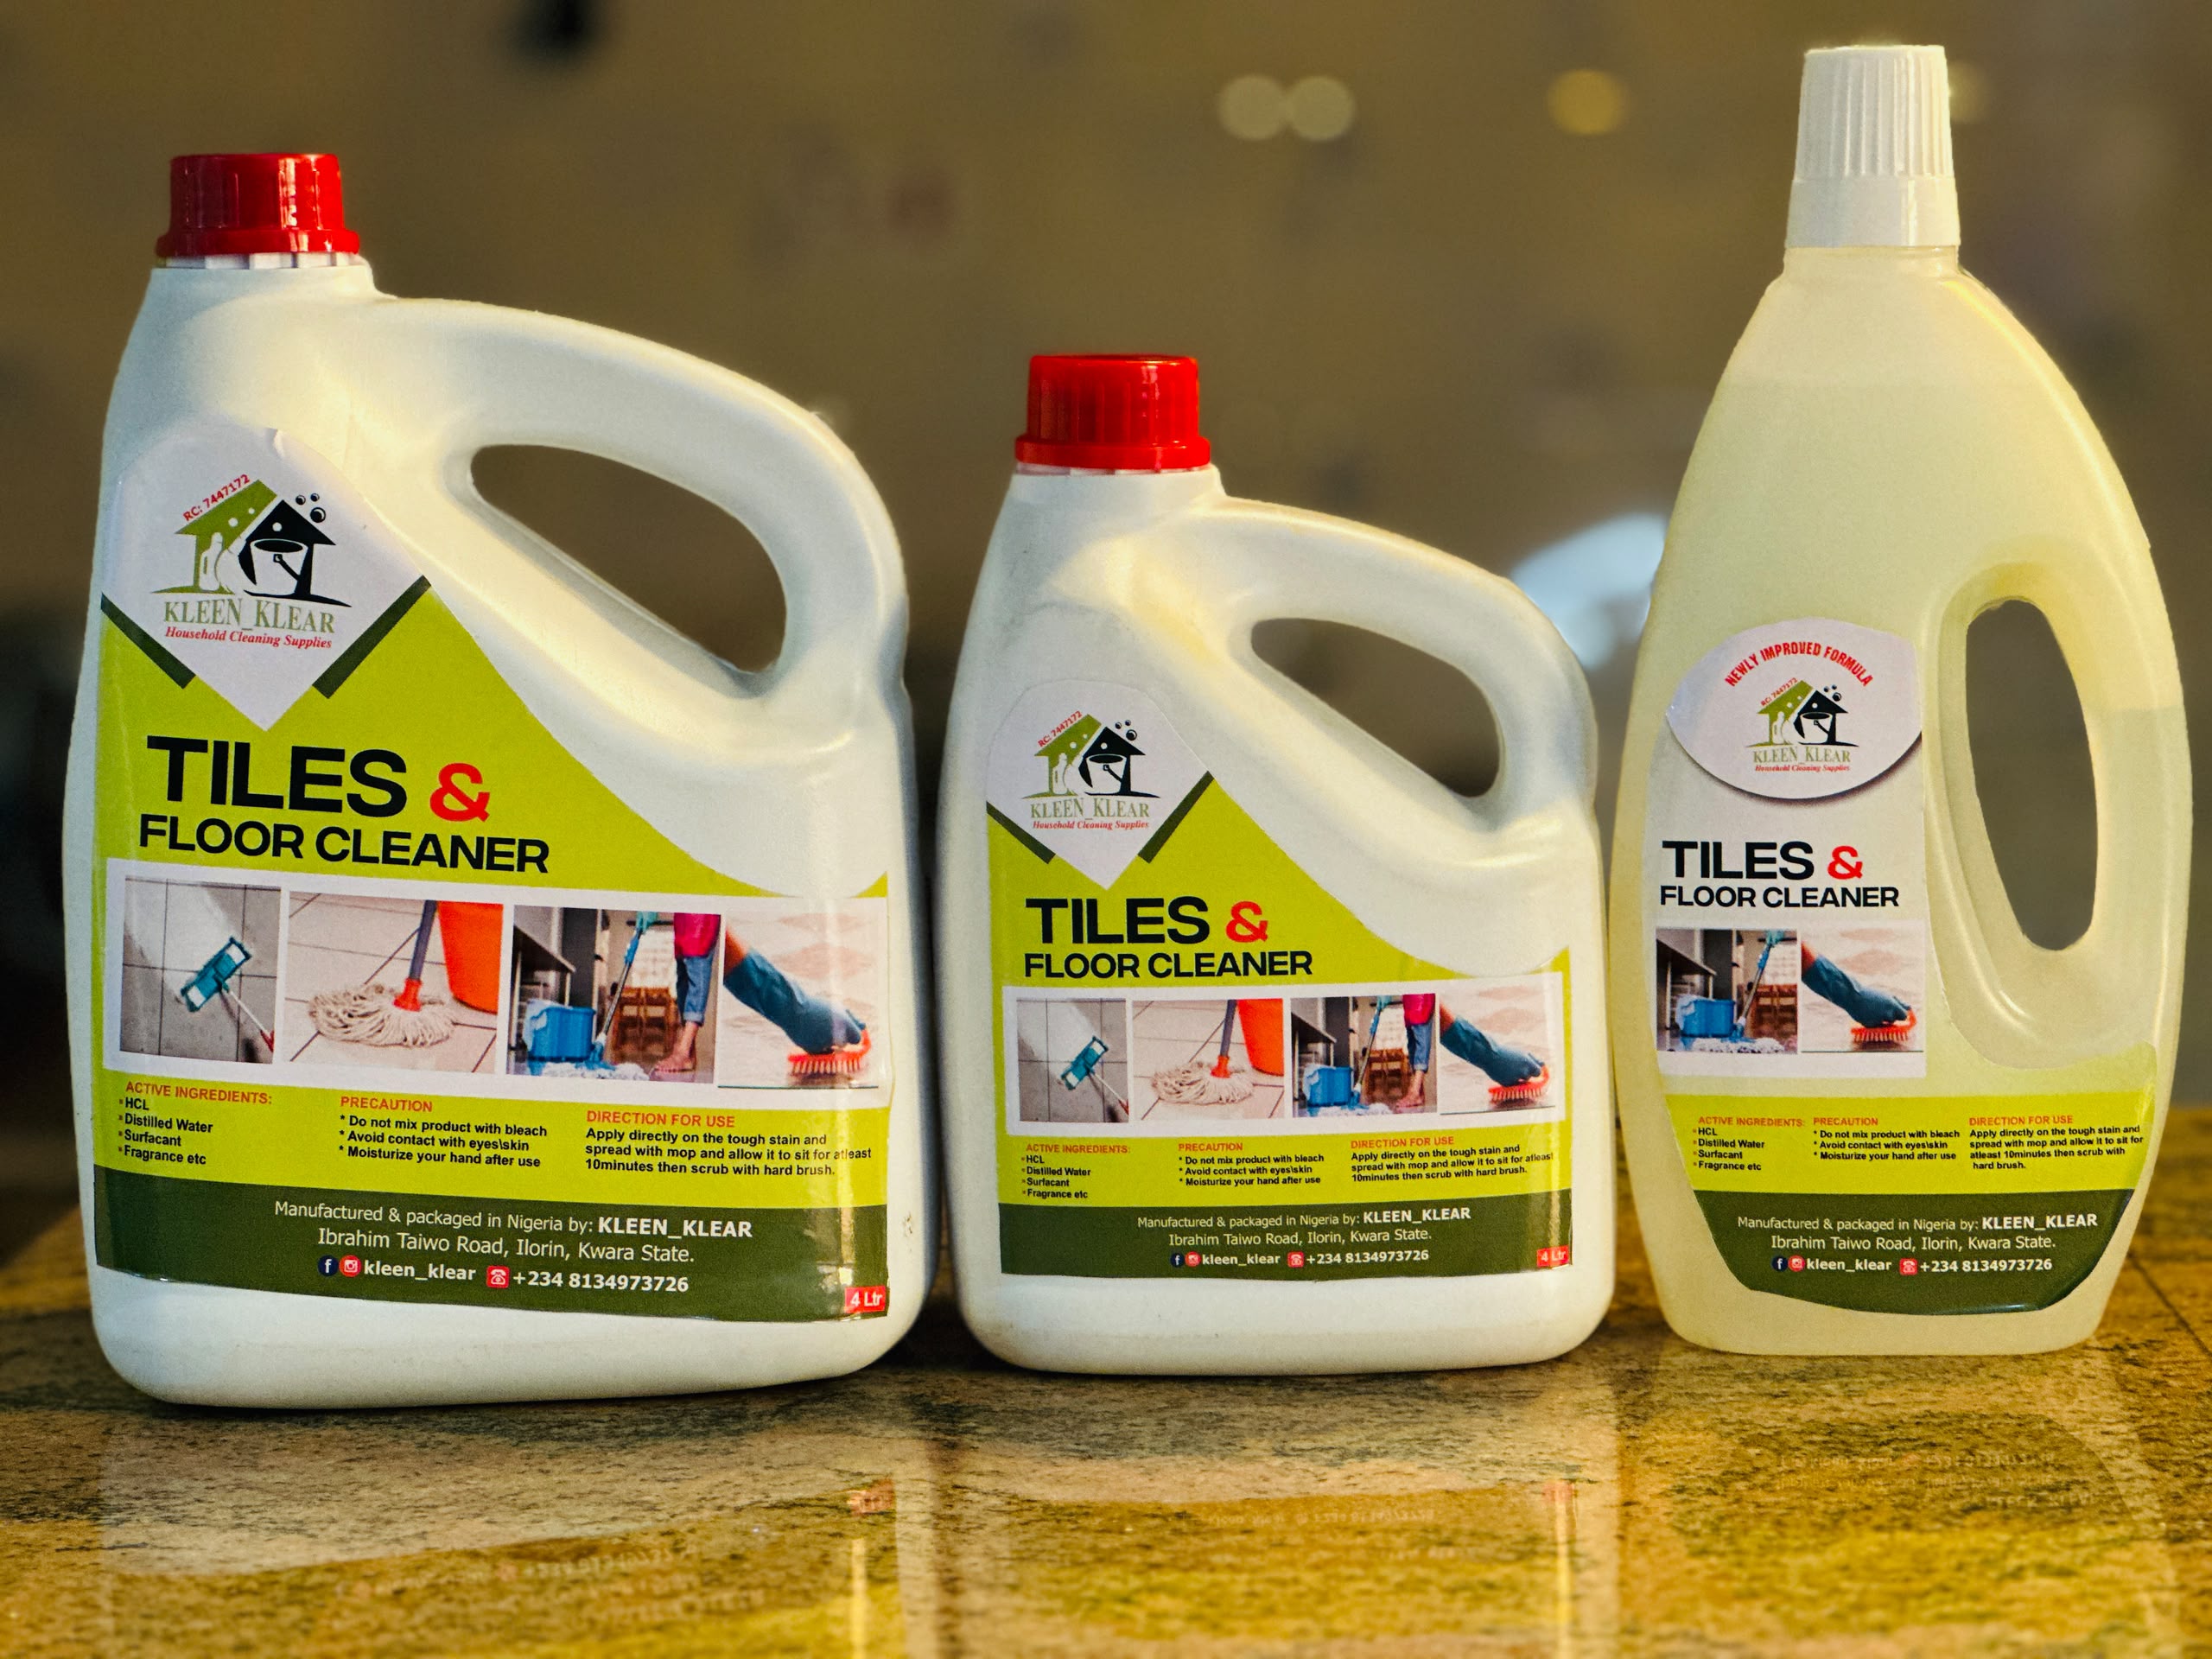 RC: 7447172
KLEEN_KLEAR
Household Cleaning Supplies
TILES &
FLOOR CLEANER
ACTIVE INGREDIENTS:
*HCL
*Distilled Water
*Surfacant
*Fragrance etc
PRECAUTION
* Do not mix product with bleach
* Avoid contact with eyes\skin
* Moisturize your hand after use
DIRECTION FOR USE
Apply directly on the tough stain and
spread with mop and allow it to sit for atleast
10minutes then scrub with hard brush.
Manufactured & packaged in Nigeria by: KLEEN_KLEAR
Ibrahim Taiwo Road, Ilorin, Kwara State.
kleen_klear +234 8134973726
4 Ltr
RC: 7447172
KLEEN_KLEAR
Household Cleaning Supplies
TILES &
FLOOR CLEANER
ACTIVE INGREDIENTS:
*HCL
*Distilled Water
*Surfacant
*Fragrance etc
PRECAUTION
* Do not mix product with bleach
* Avoid contact with eyes\skin
* Moisturize your hand after use
DIRECTION FOR USE
Apply directly on the tough stain and
spread with mop and allow it to sit for atleast
10minutes then scrub with hard brush.
Manufactured & packaged in Nigeria by: KLEEN_KLEAR
Ibrahim Taiwo Road, Ilorin, Kwara State.
kleen_klear +234 8134973726
4 Ltr
NEWLY IMPROVED FORMULA
RC: 7447172
KLEEN_KLEAR
Household Cleaning Supplies
TILES &
FLOOR CLEANER
ACTIVE INGREDIENTS:
*HCL
*Distilled Water
*Surfacant
*Fragrance etc
PRECAUTION
* Do not mix product with bleach
* Avoid contact with eyes\skin
* Moisturize your hand after use
DIRECTION FOR USE
Apply directly on the tough stain and
spread with mop and allow it to sit for
atleast 10minutes then scrub with
hard brush.
Manufactured & packaged in Nigeria by: KLEEN_KLEAR
Ibrahim Taiwo Road, Ilorin, Kwara State.
kleen_klear +234 8134973726